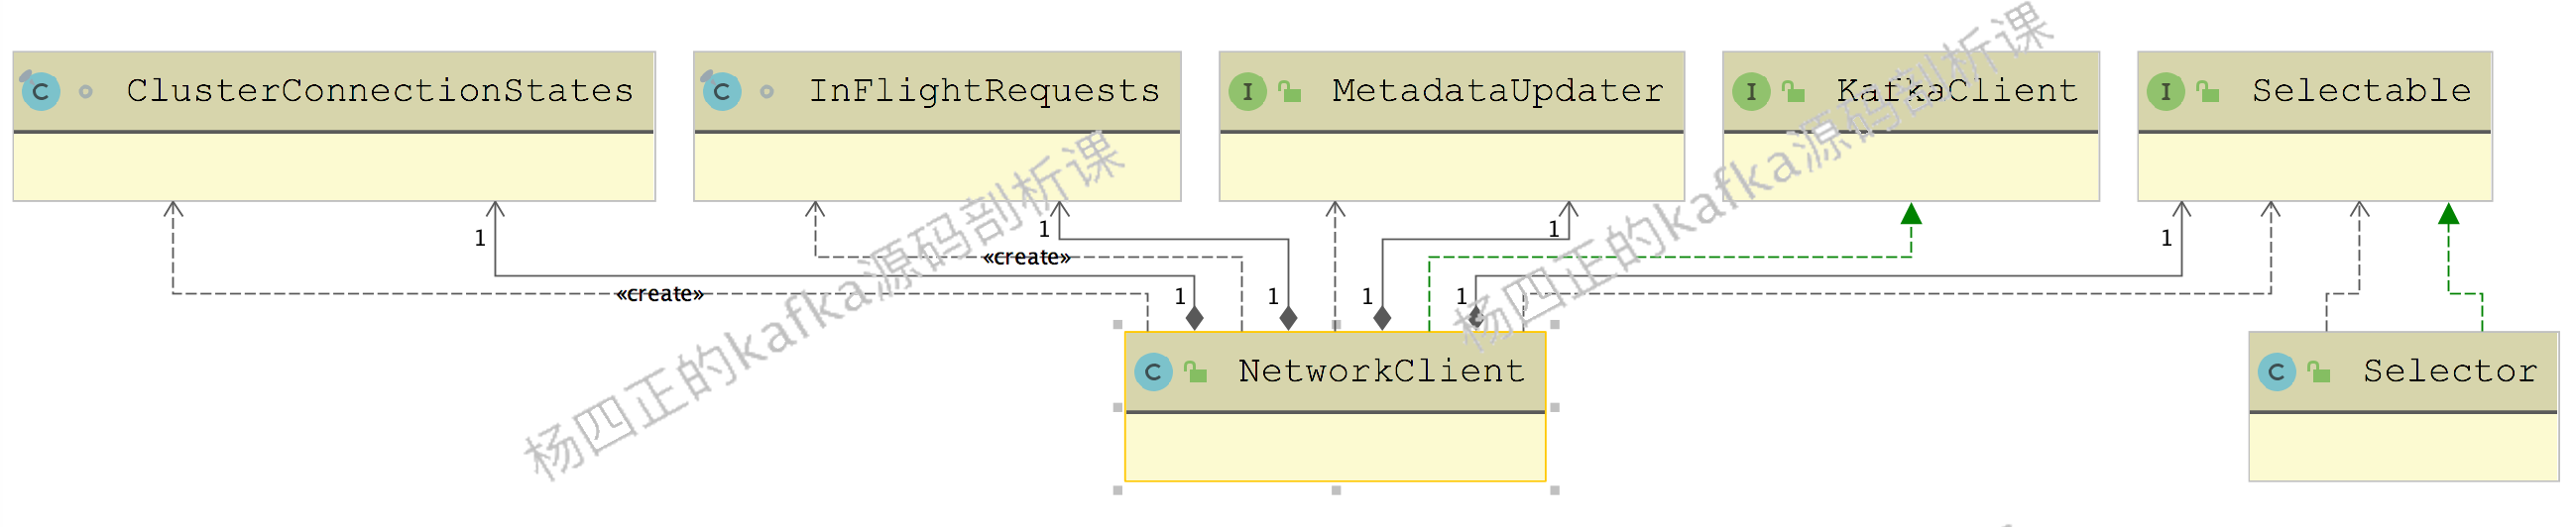 C ClusterConnectionStates
C InFlightRequests
I MetadataUpdater
I KafkaClient
I Selectable
1
1
1
1
«create»
«create»
1
1
1
1
C NetworkClient
C Selector
杨四正的kafka源码剖析课
杨四正的kafka源码剖析课